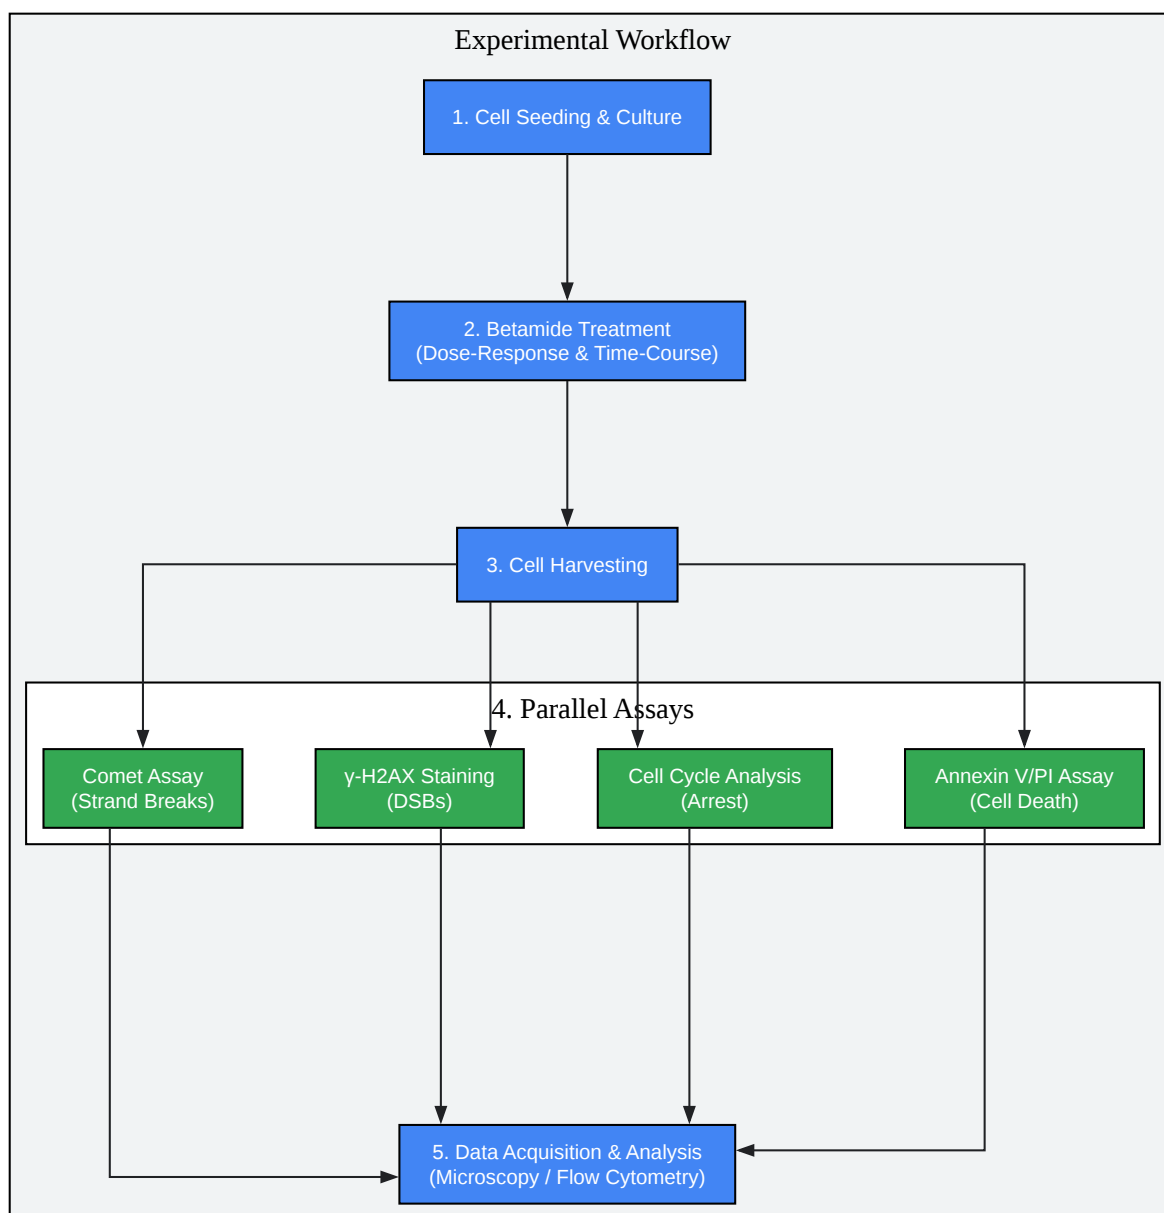 Experimental Workflow
1. Cell Seeding & Culture
2. Betamide Treatment
(Dose-Response & Time-Course)
3. Cell Harvesting
4. Parallel Assays
Comet Assay
(Strand Breaks)
γ-H2AX Staining
(DSBs)
Cell Cycle Analysis
(Arrest)
Annexin V/PI Assay
(Cell Death)
5. Data Acquisition & Analysis
(Microscopy / Flow Cytometry)